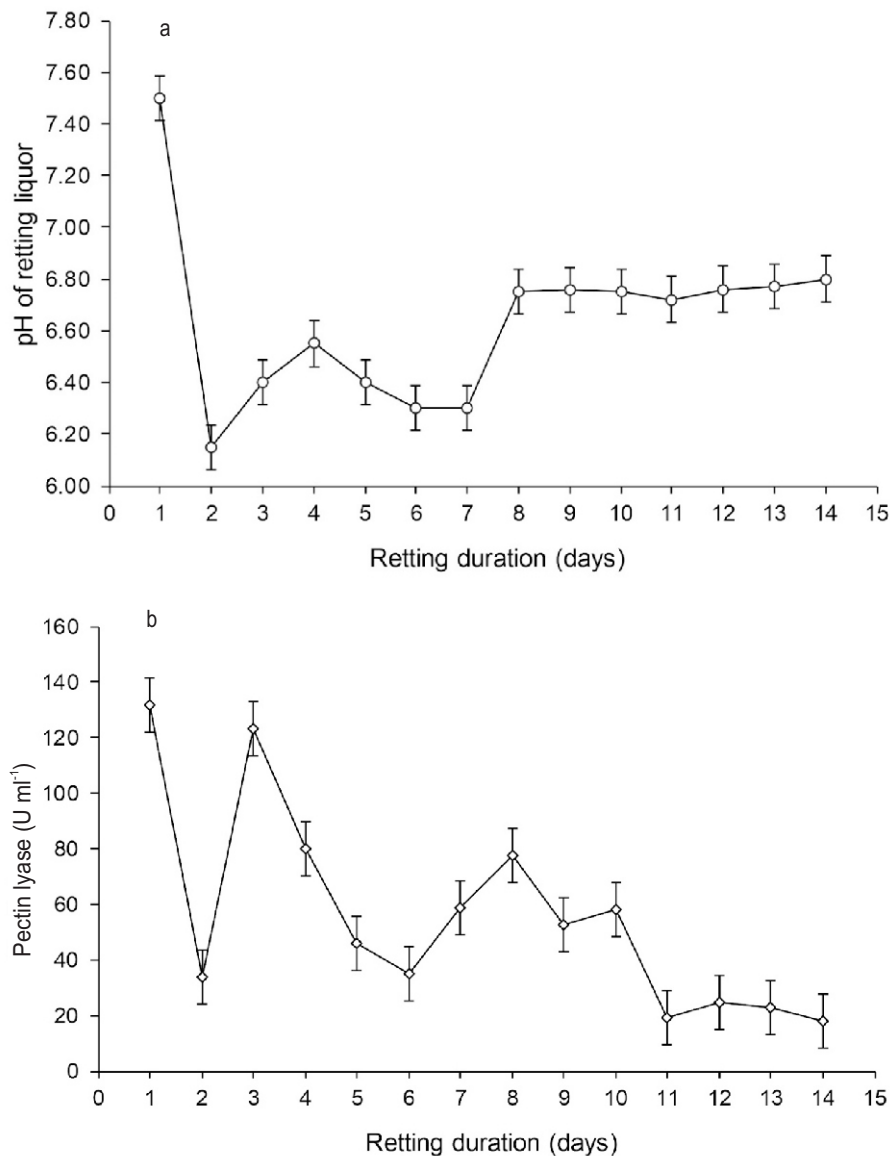 a
7.80
7.60
7.40
7.20
7.00
6.80
6.60
6.40
6.20
6.00
pH of retting liquor
0 1 2 3 4 5 6 7 8 9 10 11 12 13 14 15
Retting duration (days)
b
160
140
120
100
80
60
40
20
0
Pectin lyase (U ml⁻¹)
0 1 2 3 4 5 6 7 8 9 10 11 12 13 14 15
Retting duration (days)